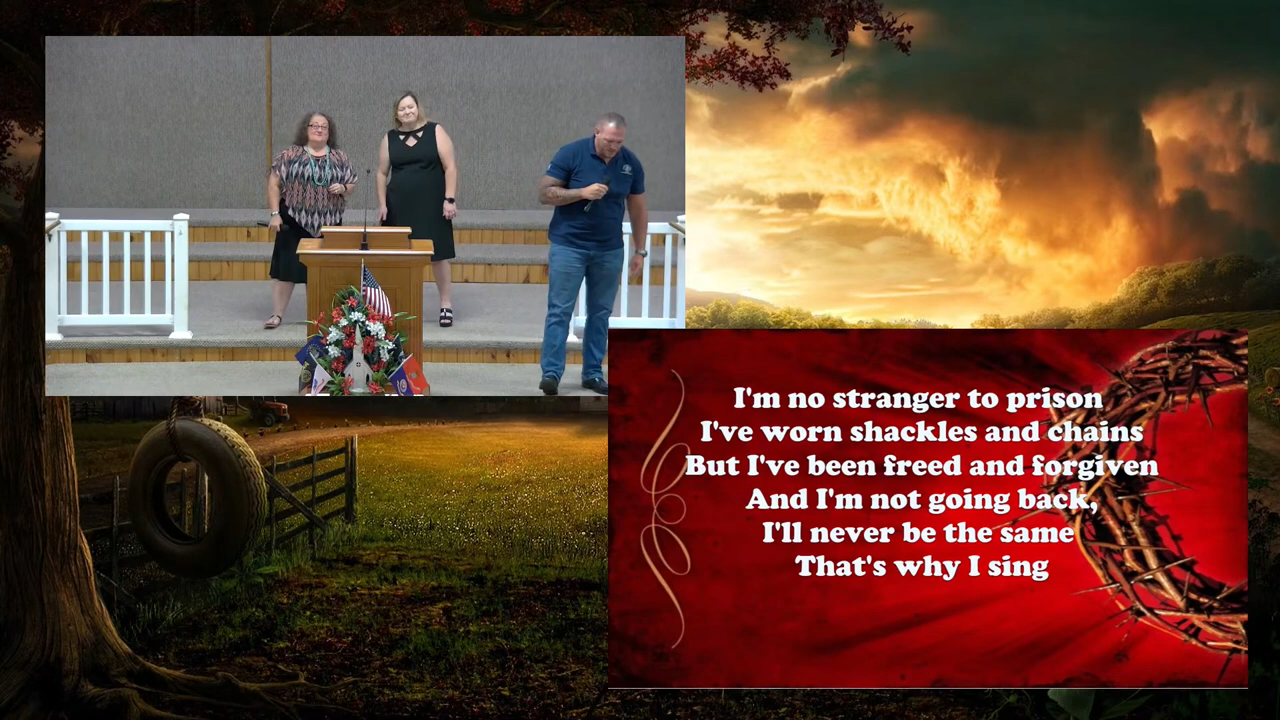 I'm no stranger to prison
I've worn shackles and chains
But I've been freed and forgiven
And I'm not going back,
I'll never be the same
That's why I sing